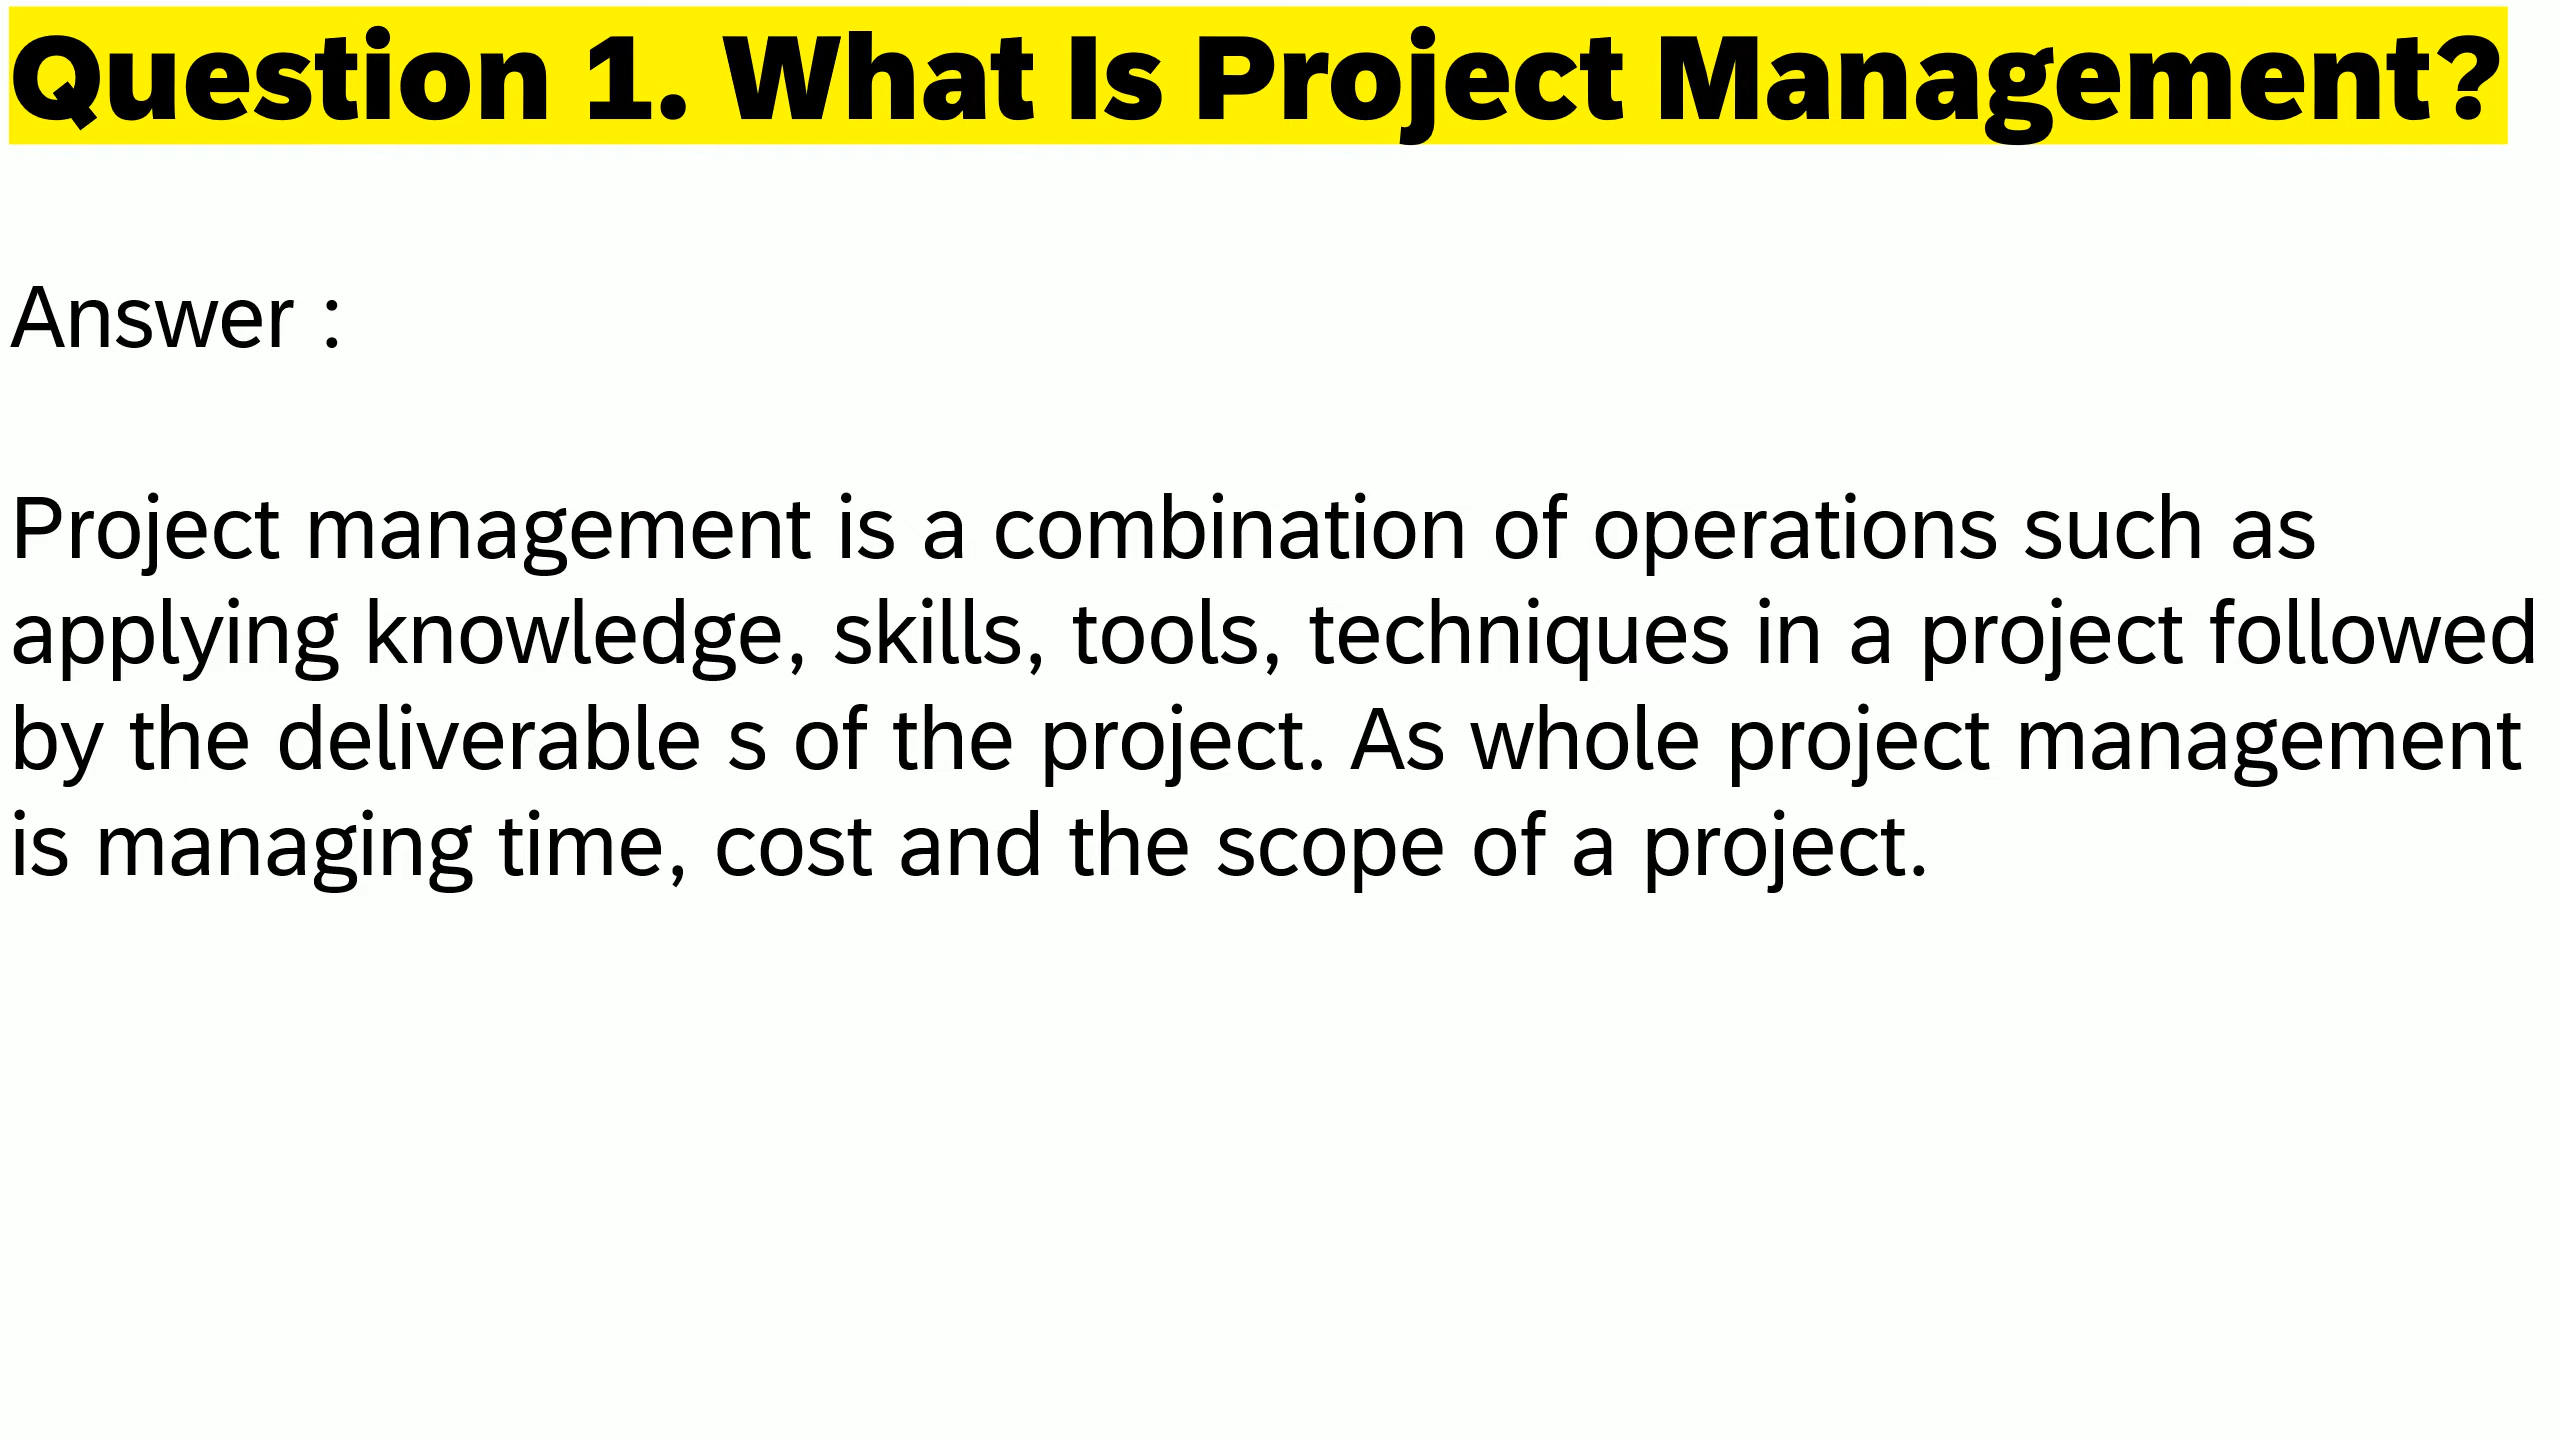 Question 1. What Is Project Management?
Answer :
Project management is a combination of operations such as
applying knowledge, skills, tools, techniques in a project followed
by the deliverable s of the project. As whole project management
is managing time, cost and the scope of a project.